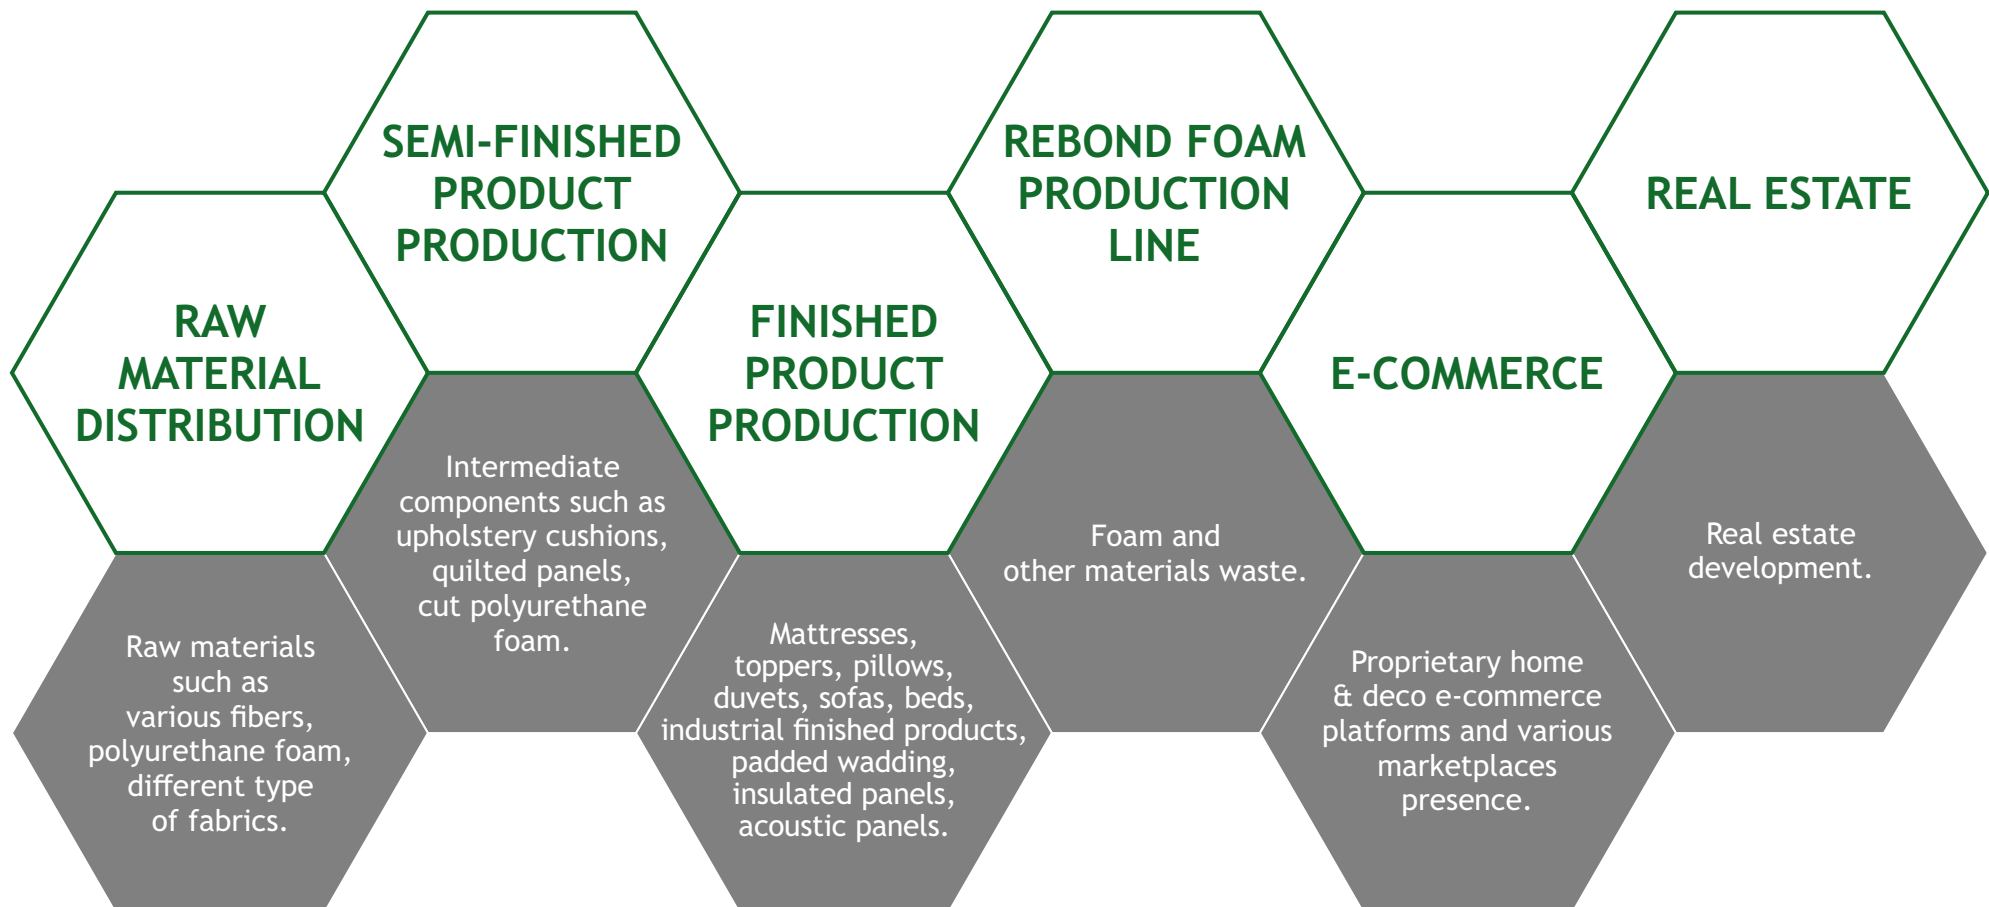 RAW
MATERIAL
DISTRIBUTION
Raw materials
such as
various fibers,
polyurethane foam,
different type
of fabrics.
SEMI-FINISHED
PRODUCT
PRODUCTION
Intermediate
components such as
upholstery cushions,
quilted panels,
cut polyurethane
foam.
FINISHED
PRODUCT
PRODUCTION
Mattresses,
toppers, pillows,
duvets, sofas, beds,
industrial finished products,
padded wadding,
insulated panels,
acoustic panels.
REBOND FOAM
PRODUCTION
LINE
Foam and
other materials waste.
E-COMMERCE
Proprietary home
& deco e-commerce
platforms and various
marketplaces
presence.
REAL ESTATE
Real estate
development.